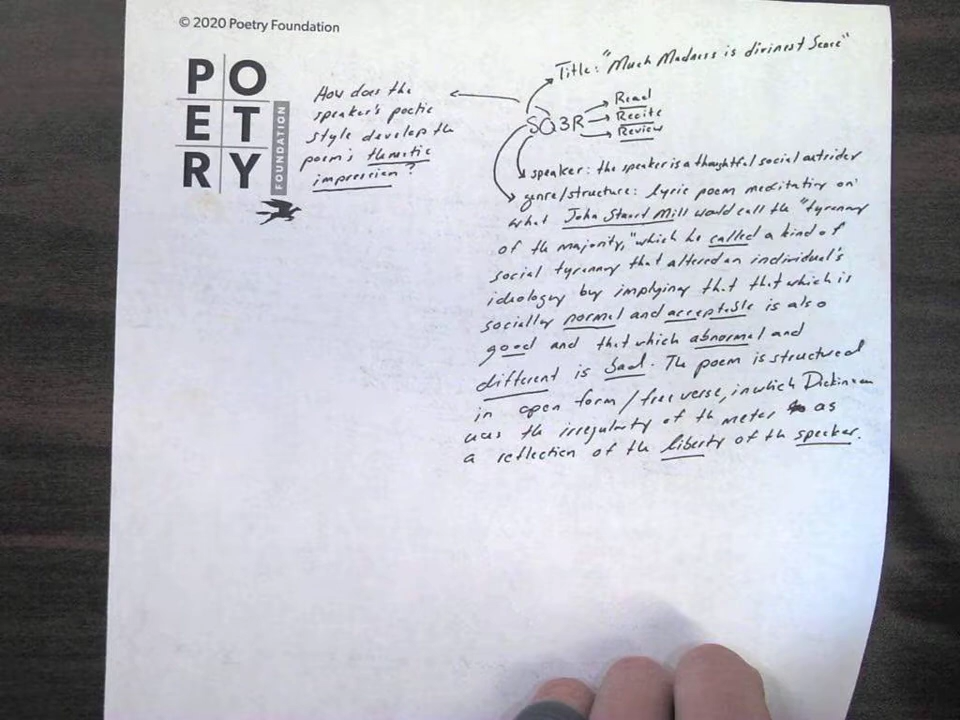 © 2020 Poetry Foundation
PO
ET
RY
FOUNDATION
How does the
speaker's poetic
style develop the
poem's thematic
impression?
Title: "Much Madness is divinest Sense"
SQ3R
Read
Recite
Review
speaker: the speaker is a thoughtful social outrider
genre/structure: lyric poem meditating on
what John Stuart Mill would call the "tyranny
of the majority," which he called a kind of
social tyranny that altered an individual's
ideology by implying that that which is
socially normal and acceptable is also
good and that which abnormal and
different is bad. The poem is structured
in open form/free verse, in which Dickinson
uses the irregularity of the meter as
a reflection of the liberty of the speaker.